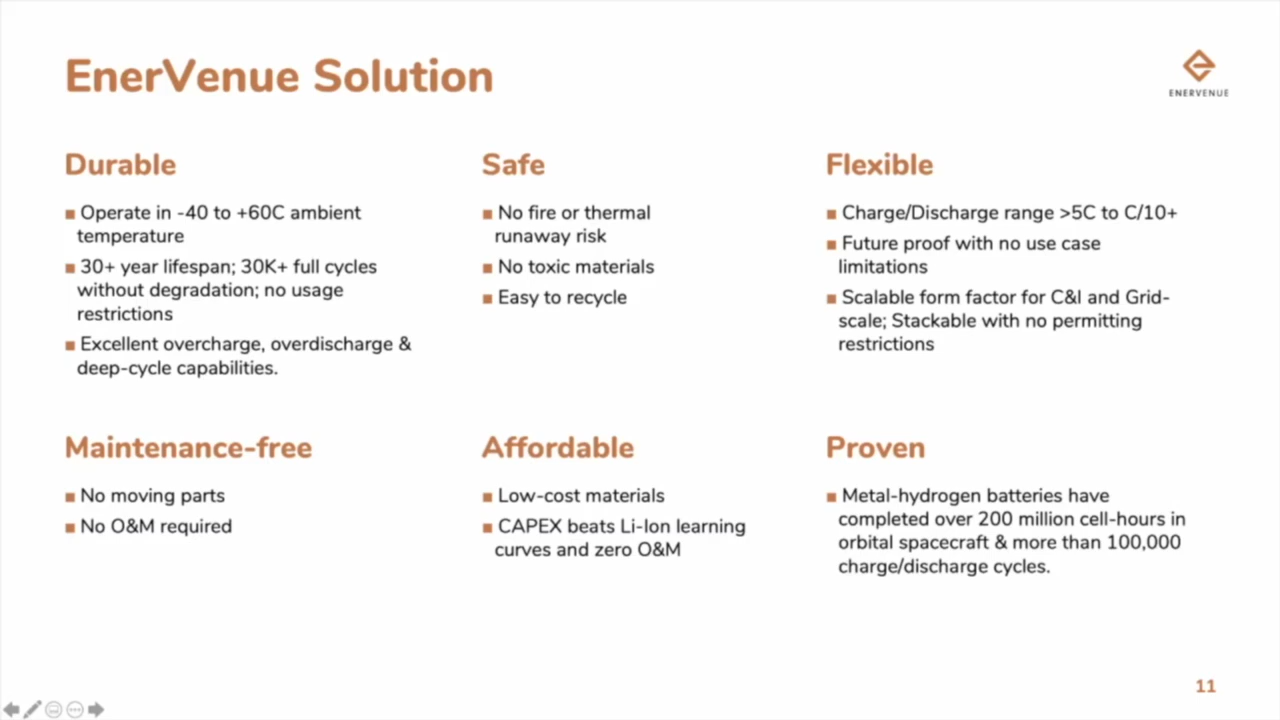 EnerVenue Solution
ENERVENUE
Durable
■ Operate in -40 to +60C ambient
temperature
■ 30+ year lifespan; 30K+ full cycles
without degradation; no usage
restrictions
■ Excellent overcharge, overdischarge &
deep-cycle capabilities.
Safe
■ No fire or thermal
runaway risk
■ No toxic materials
■ Easy to recycle
Flexible
■ Charge/Discharge range >5C to C/10+
■ Future proof with no use case
limitations
■ Scalable form factor for C&I and Grid-
scale; Stackable with no permitting
restrictions
Maintenance-free
■ No moving parts
■ No O&M required
Affordable
■ Low-cost materials
■ CAPEX beats Li-Ion learning
curves and zero O&M
Proven
■ Metal-hydrogen batteries have
completed over 200 million cell-hours in
orbital spacecraft & more than 100,000
charge/discharge cycles.
11